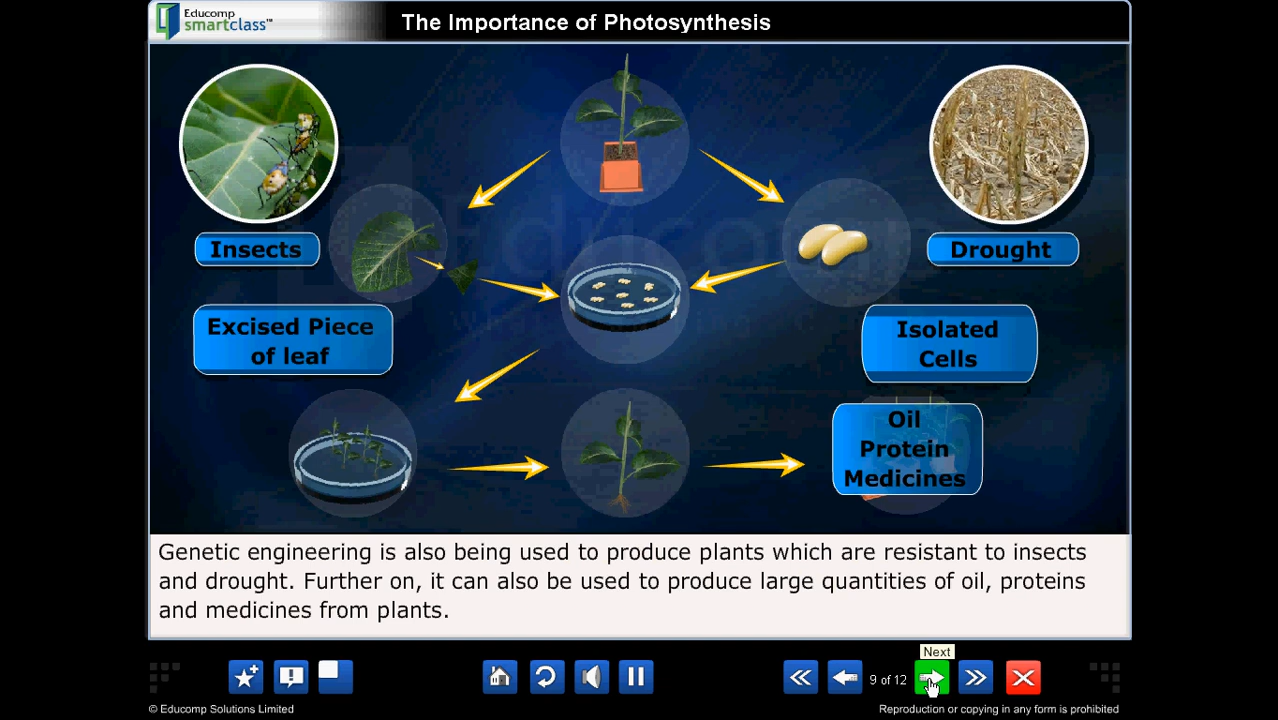 Educomp
smartclass™
The Importance of Photosynthesis
Insects
Drought
Excised Piece
of leaf
Isolated
Cells
Oil
Protein
Medicines
Genetic engineering is also being used to produce plants which are resistant to insects
and drought. Further on, it can also be used to produce large quantities of oil, proteins
and medicines from plants.
Next
9 of 12
© Educomp Solutions Limited
Reproduction or copying in any form is prohibited